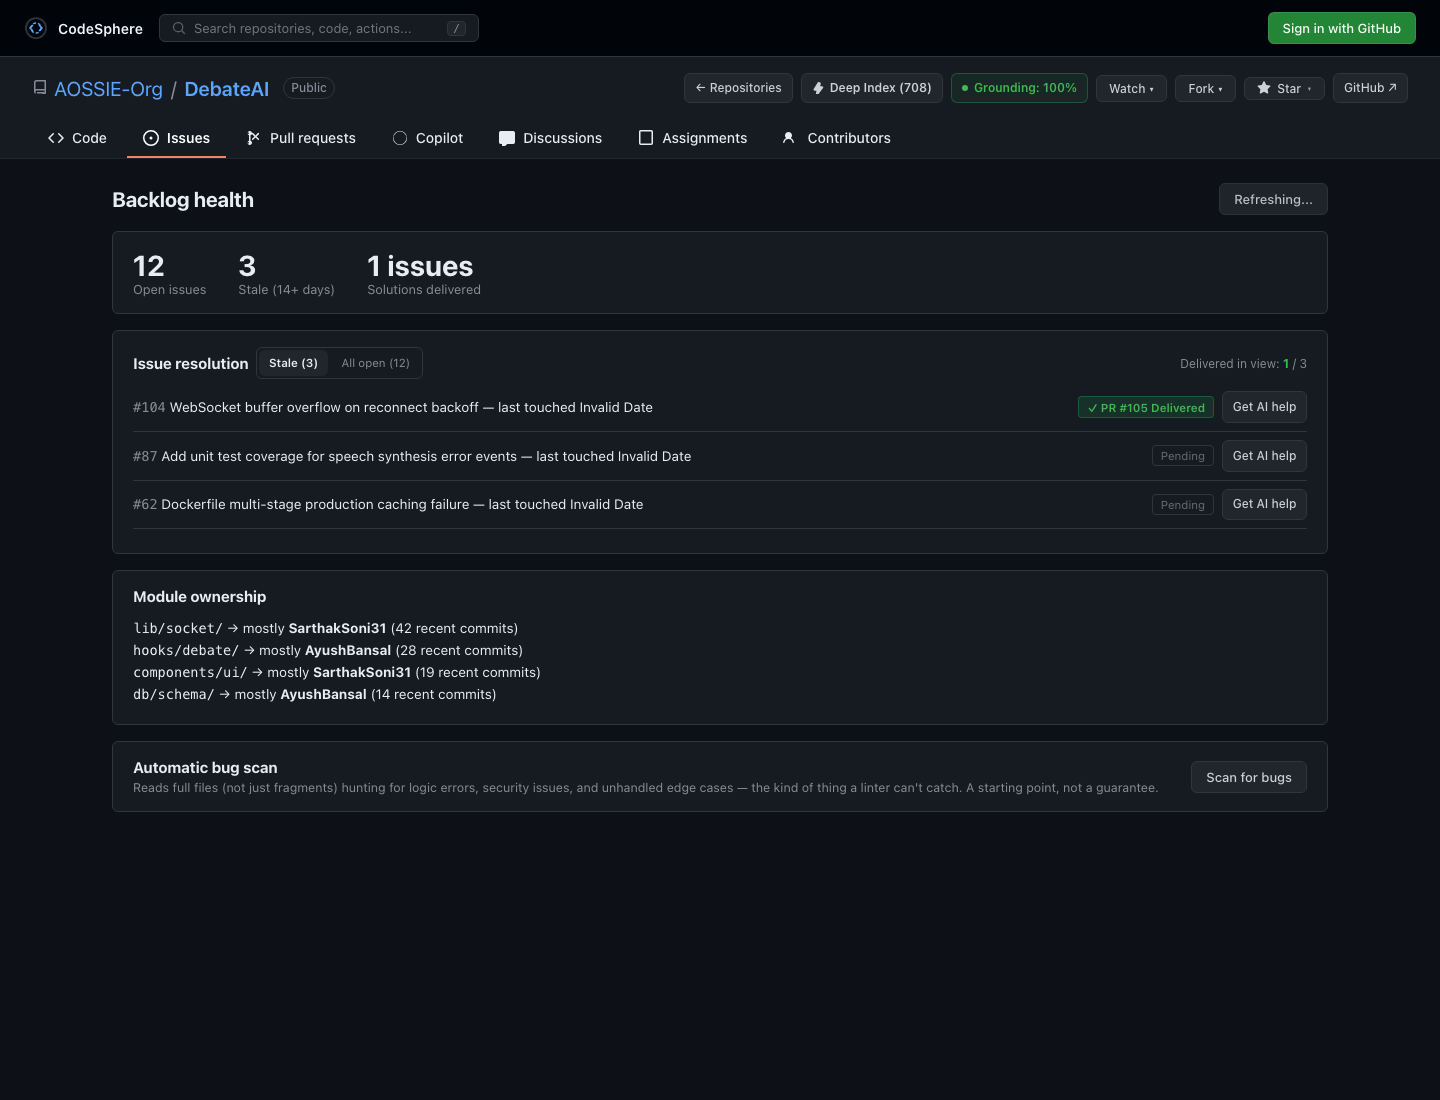 CodeSphere
Search repositories, code, actions...
/
Sign in with GitHub
AOSSIE-Org / DebateAI
Public
← Repositories
Deep Index (708)
Grounding: 100%
Watch ▾
Fork ▾
Star ▾
GitHub ↗
Code
Issues
Pull requests
Copilot
Discussions
Assignments
Contributors
Backlog health
Refreshing...
12
Open issues
3
Stale (14+ days)
1 issues
Solutions delivered
Issue resolution
Stale (3)
All open (12)
Delivered in view: 1 / 3
#104 WebSocket buffer overflow on reconnect backoff — last touched Invalid Date
✓ PR #105 Delivered
Get AI help
#87 Add unit test coverage for speech synthesis error events — last touched Invalid Date
Pending
Get AI help
#62 Dockerfile multi-stage production caching failure — last touched Invalid Date
Pending
Get AI help
Module ownership
lib/socket/ → mostly SarthakSoni31 (42 recent commits)
hooks/debate/ → mostly AyushBansal (28 recent commits)
components/ui/ → mostly SarthakSoni31 (19 recent commits)
db/schema/ → mostly AyushBansal (14 recent commits)
Automatic bug scan
Reads full files (not just fragments) hunting for logic errors, security issues, and unhandled edge cases — the kind of thing a linter can't catch. A starting point, not a guarantee.
Scan for bugs